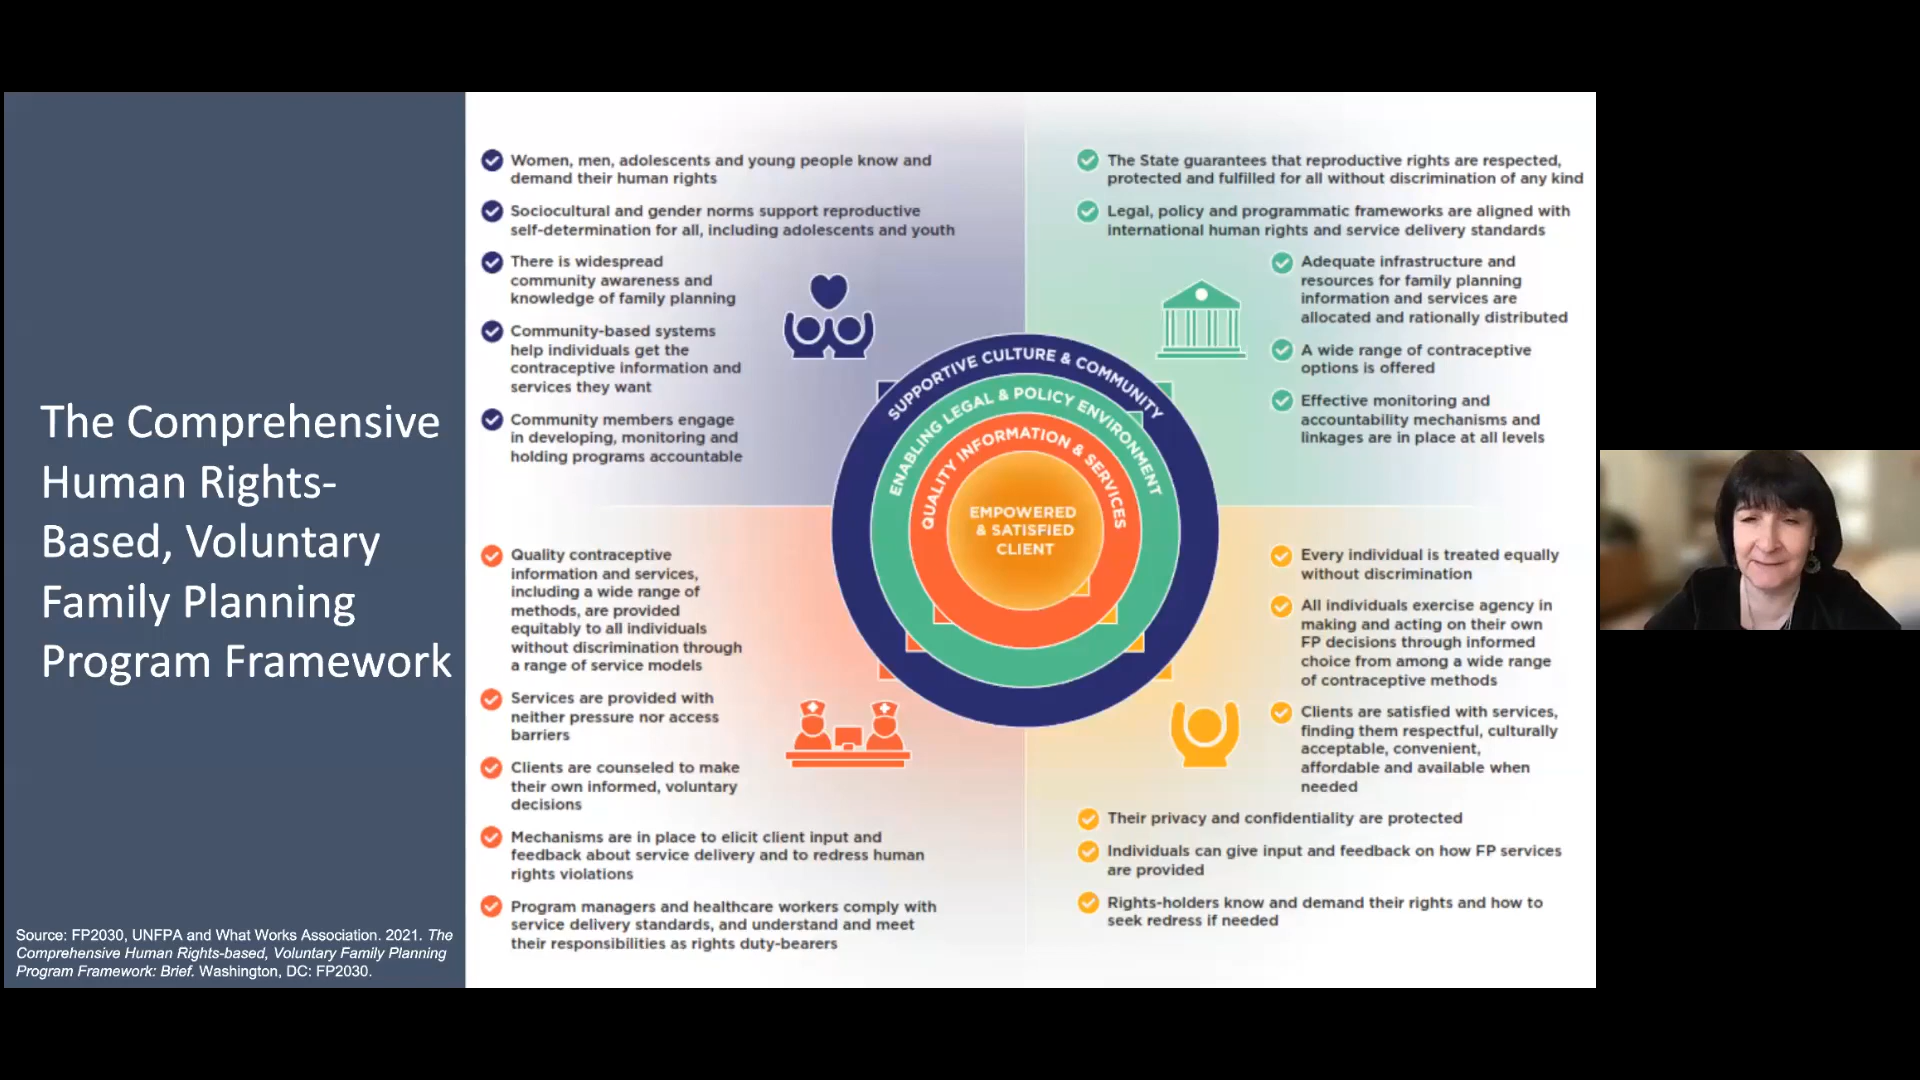 The Comprehensive
Human Rights-
Based, Voluntary
Family Planning
Program Framework
Source: FP2030, UNFPA and What Works Association. 2021. The
Comprehensive Human Rights-based, Voluntary Family Planning
Program Framework: Brief. Washington, DC: FP2030.
Women, men, adolescents and young people know and
demand their human rights
Sociocultural and gender norms support reproductive
self-determination for all, including adolescents and youth
There is widespread
community awareness and
knowledge of family planning
Community-based systems
help individuals get the
contraceptive information and
services they want
Community members engage
in developing, monitoring and
holding programs accountable
The State guarantees that reproductive rights are respected,
protected and fulfilled for all without discrimination of any kind
Legal, policy and programmatic frameworks are aligned with
international human rights and service delivery standards
Adequate infrastructure and
resources for family planning
information and services are
allocated and rationally distributed
A wide range of contraceptive
options is offered
Effective monitoring and
accountability mechanisms and
linkages are in place at all levels
SUPPORTIVE CULTURE & COMMUNITY
ENABLING LEGAL & POLICY ENVIRONMENT
QUALITY INFORMATION & SERVICES
EMPOWERED
& SATISFIED
CLIENT
Quality contraceptive
information and services,
including a wide range of
methods, are provided
equitably to all individuals
without discrimination through
a range of service models
Services are provided with
neither pressure nor access
barriers
Clients are counseled to make
their own informed, voluntary
decisions
Mechanisms are in place to elicit client input and
feedback about service delivery and to redress human
rights violations
Program managers and healthcare workers comply with
service delivery standards, and understand and meet
their responsibilities as rights duty-bearers
Every individual is treated equally
without discrimination
All individuals exercise agency in
making and acting on their own
FP decisions through informed
choice from among a wide range
of contraceptive methods
Clients are satisfied with services,
finding them respectful, culturally
acceptable, convenient,
affordable and available when
needed
Their privacy and confidentiality are protected
Individuals can give input and feedback on how FP services
are provided
Rights-holders know and demand their rights and how to
seek redress if needed